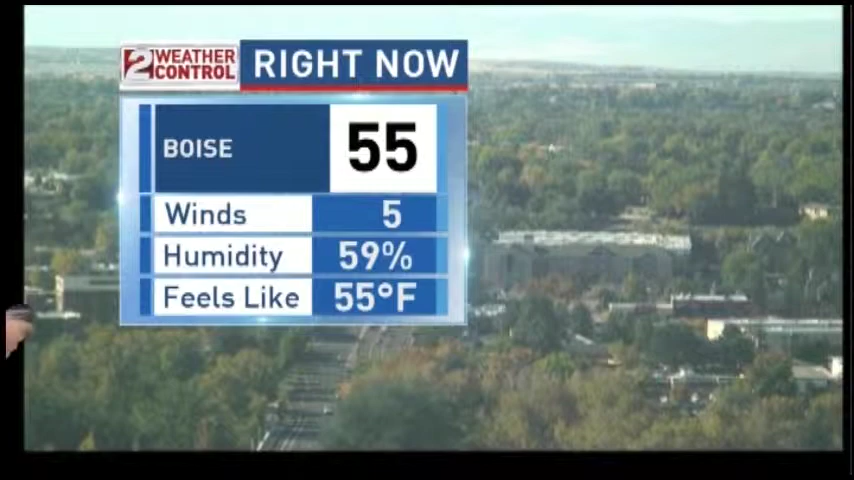 2 WEATHER
CONTROL
RIGHT NOW
BOISE 55
Winds 5
Humidity 59%
Feels Like 55°F